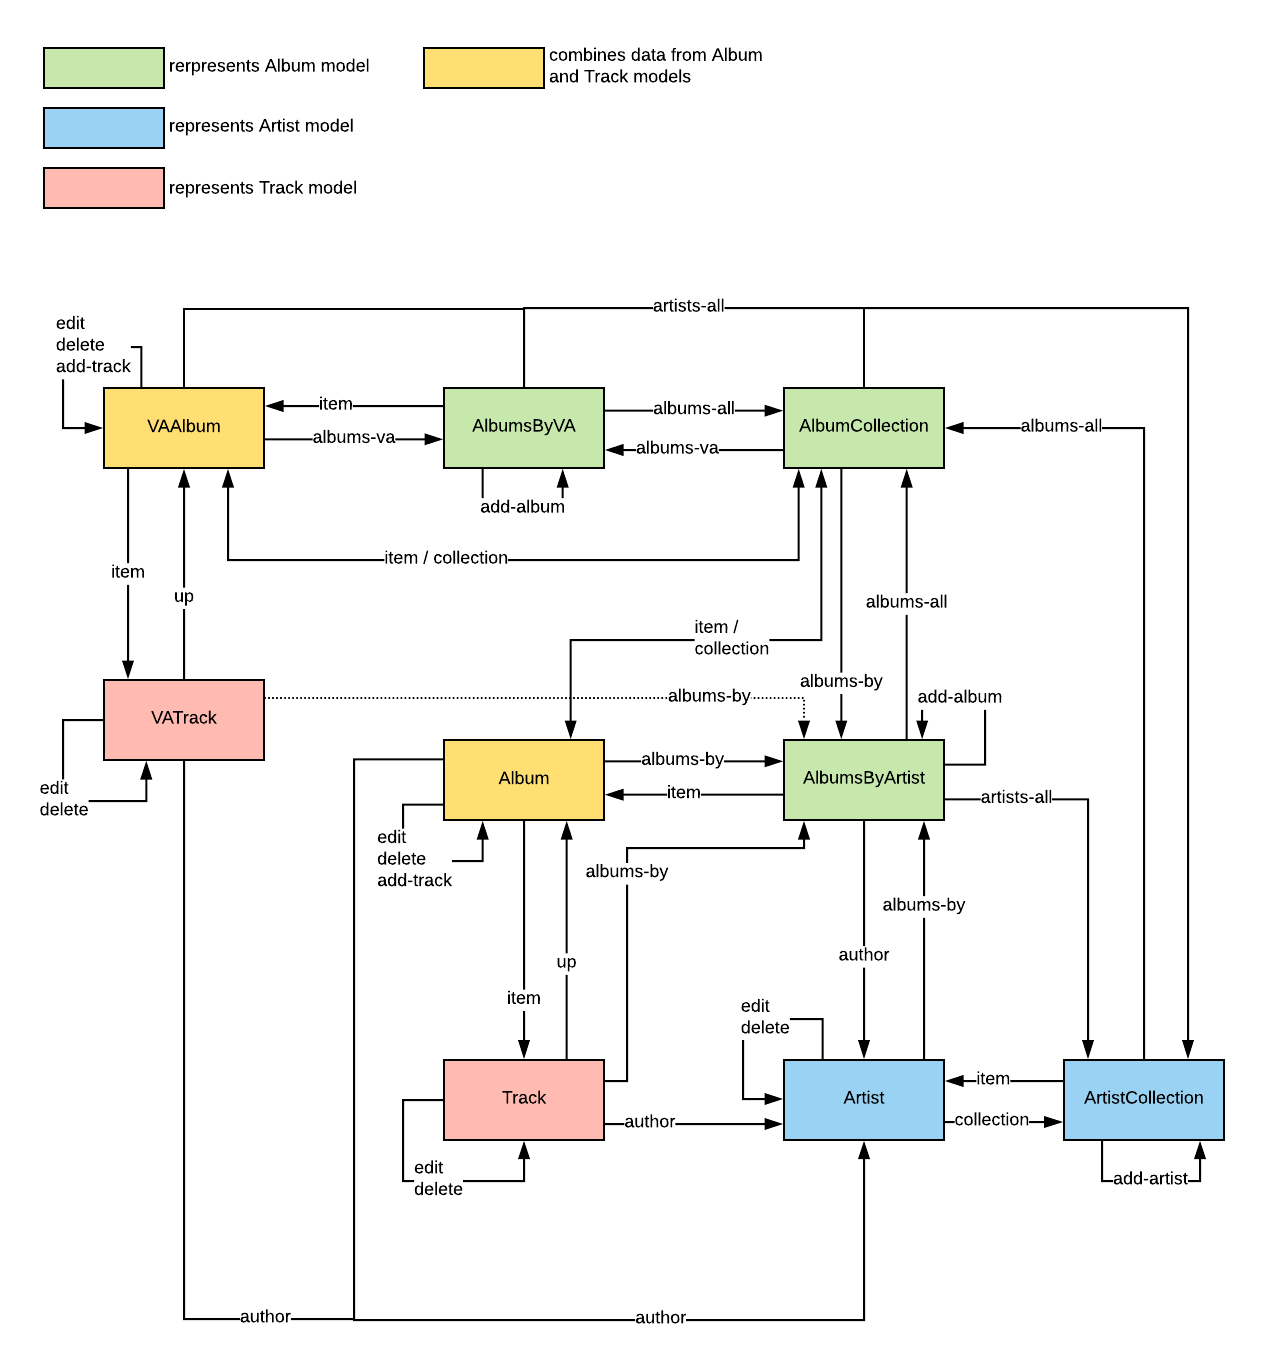 rerpresents Album model
combines data from Album
and Track models
represents Artist model
represents Track model
artists-all
edit
delete
add-track
VAAlbum
item
albums-va
AlbumsByVA
albums-all
albums-va
AlbumCollection
albums-all
add-album
item / collection
item
up
albums-all
item /
collection
albums-by
albums-by
add-album
VATrack
edit
delete
Album
albums-by
item
AlbumsByArtist
artists-all
edit
delete
add-track
albums-by
albums-by
author
up
item
edit
delete
Track
author
Artist
item
collection
ArtistCollection
edit
delete
add-artist
author
author